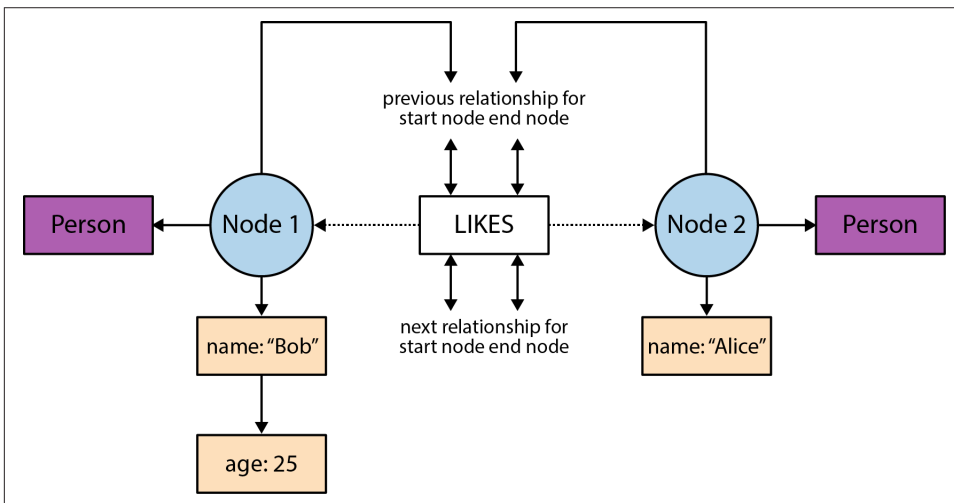 previous relationship for
start node end node
Person
Node 1
LIKES
Node 2
Person
name: “Bob”
next relationship for
start node end node
name: “Alice”
age: 25